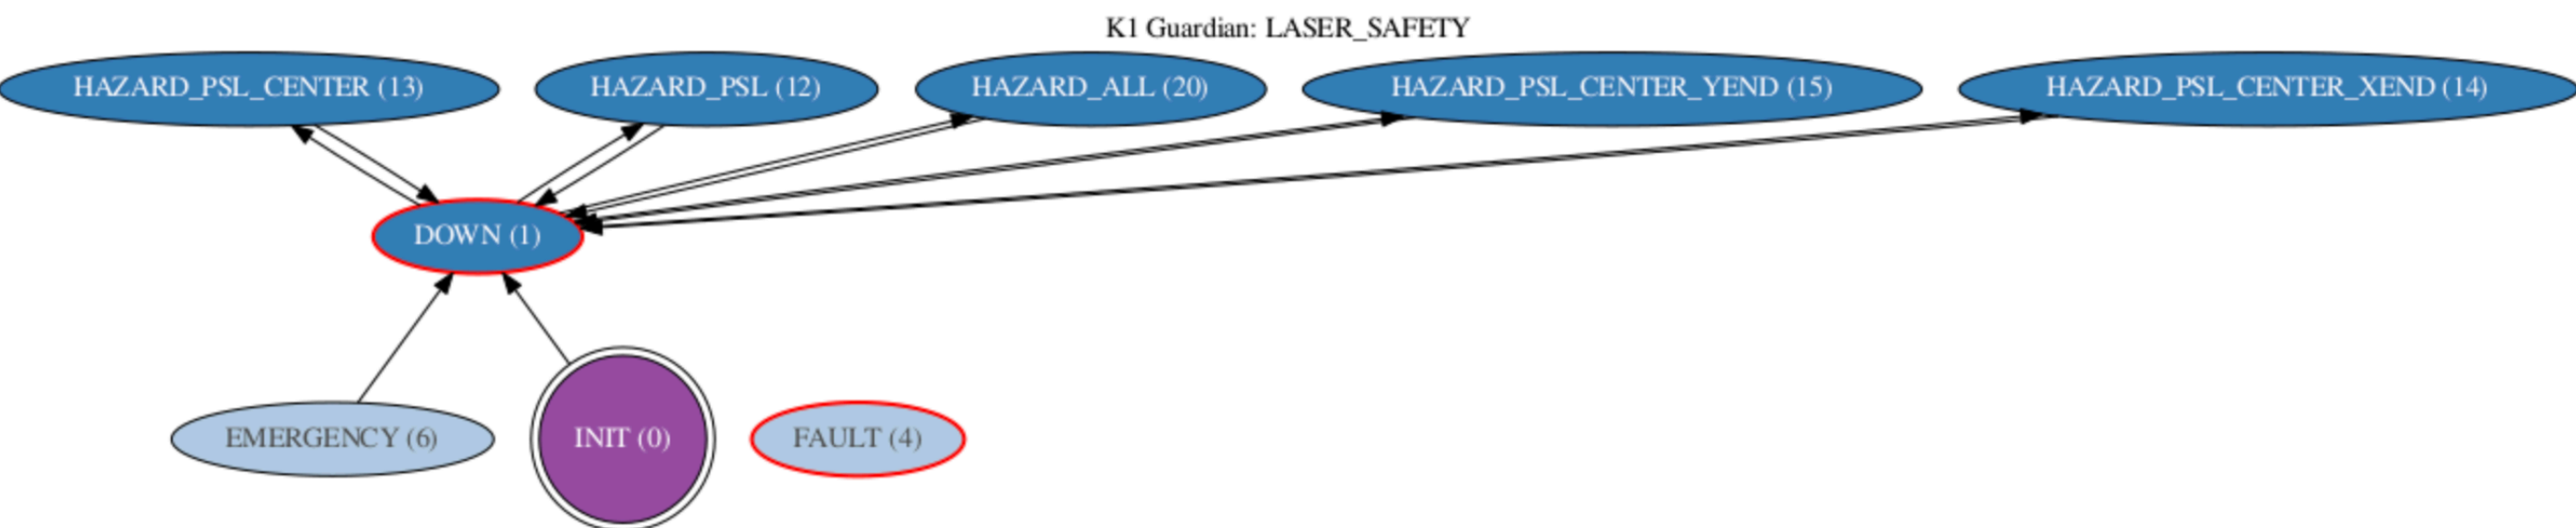 K1 Guardian: LASER_SAFETY
HAZARD_PSL_CENTER (13)
HAZARD_PSL (12)
HAZARD_ALL (20)
HAZARD_PSL_CENTER_YEND (15)
HAZARD_PSL_CENTER_XEND (14)
DOWN (1)
EMERGENCY (6)
INIT (0)
FAULT (4)